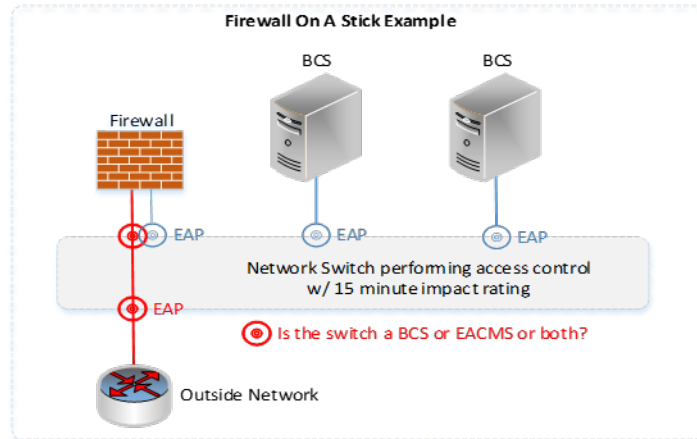 Firewall On A Stick Example
BCS
BCS
Firewall
EAP
EAP
EAP
Network Switch performing access control
w/ 15 minute impact rating
EAP
Is the switch a BCS or EACMS or both?
Outside Network